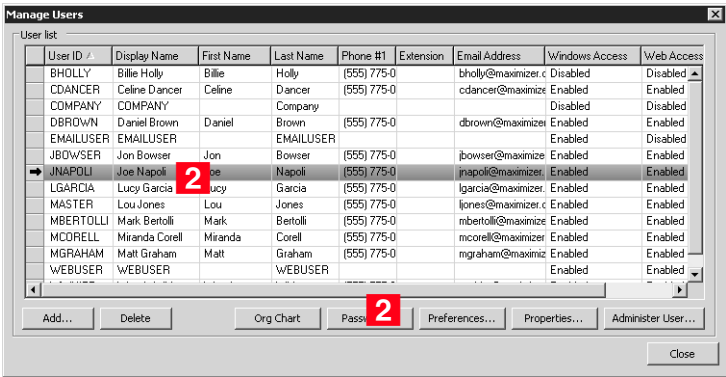 Manage Users
User list
User ID Display Name First Name Last Name Phone #1 Extension Email Address Windows Access Web Access
BHOLLY Billie Holly Billie Holly (555) 775-0 bholly@maximizer.c Disabled Disabled
CDANCER Celine Dancer Celine Dancer (555) 775-0 cdancer@maximize Enabled Enabled
COMPANY COMPANY Company Disabled Disabled
DBROWN Daniel Brown Daniel Brown (555) 775-0 dbrown@maximizer Enabled Enabled
EMAILUSER EMAILUSER EMAILUSER Enabled Disabled
JBOWSER Jon Bowser Jon Bowser (555) 775-0 jbowser@maximize Enabled Enabled
JNAPOLI Joe Napoli 2 oe Napoli (555) 775-0 jnapoli@maximizer. Enabled Enabled
LGARCIA Lucy Garcia ucy Garcia (555) 775-0 lgarcia@maximizer. Enabled Enabled
MASTER Lou Jones Lou Jones (555) 775-0 ljones@maximizer.c Enabled Enabled
MBERTOLLI Mark Bertolli Mark Bertolli (555) 775-0 mbertolli@maximize Enabled Enabled
MCORELL Miranda Corell Miranda Corell (555) 775-0 mcorell@maximizer Enabled Enabled
MGRAHAM Matt Graham Matt Graham (555) 775-0 mgraham@maximiz Enabled Enabled
WEBUSER WEBUSER WEBUSER Enabled Enabled
Add... Delete Org Chart Passw 2 Preferences... Properties... Administer User...
Close